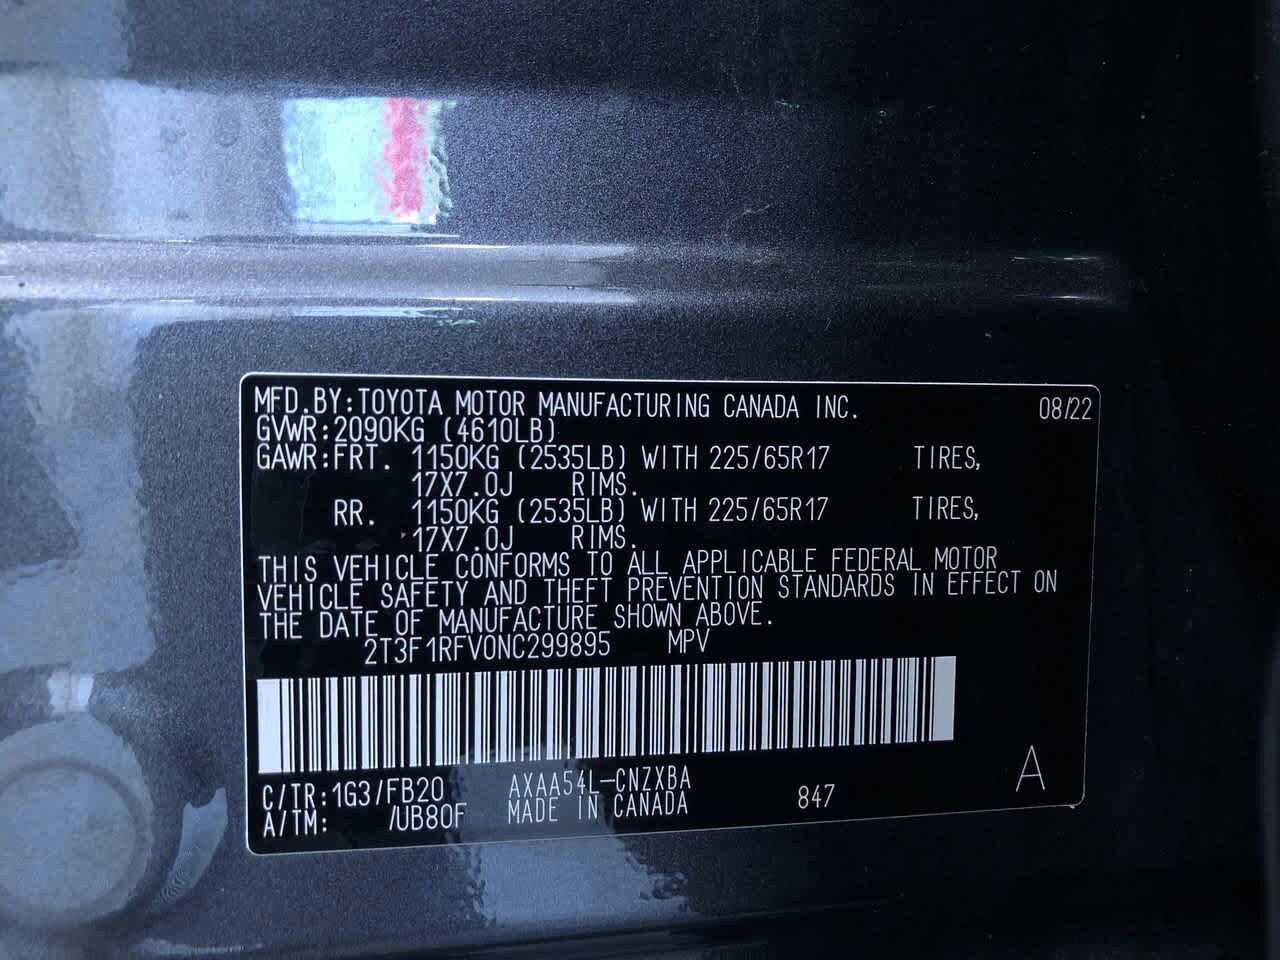 MFD.BY:TOYOTA MOTOR MANUFACTURING CANADA INC. 08/22
GVWR:2090KG (4610LB)
GAWR:FRT. 1150KG (2535LB) WITH 225/65R17 TIRES,
17X7.0J RIMS.
RR. 1150KG (2535LB) WITH 225/65R17 TIRES,
17X7.0J RIMS.
THIS VEHICLE CONFORMS TO ALL APPLICABLE FEDERAL MOTOR
VEHICLE SAFETY AND THEFT PREVENTION STANDARDS IN EFFECT ON
THE DATE OF MANUFACTURE SHOWN ABOVE.
2T3F1RFV0NC299895 MPV
C/TR:1G3/FB20 AXAA54L-CNZXBA A
A/TM: /UB80F MADE IN CANADA 847